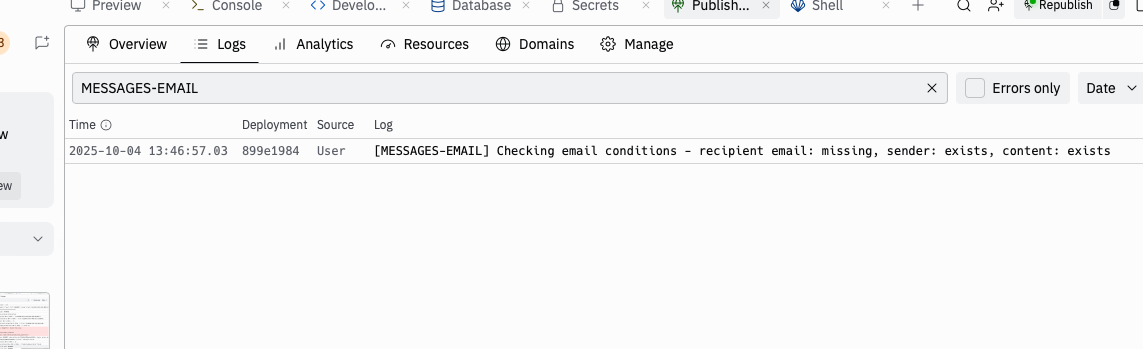 Preview × Console × Develo... × Database × Secrets × Publish... × Shell × + Republish
3
Overview Logs Analytics Resources Domains Manage
MESSAGES-EMAIL × Errors only Date
Time Deployment Source Log
2025-10-04 13:46:57.03 899e1984 User [MESSAGES-EMAIL] Checking email conditions - recipient email: missing, sender: exists, content: exists
w
ew